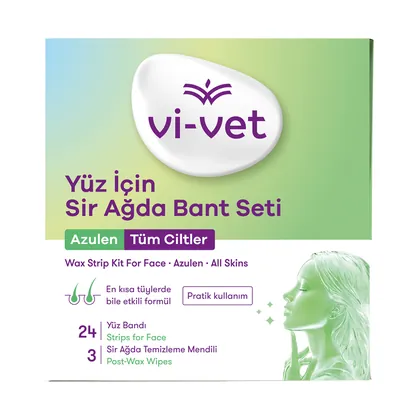 vi-vet
Yüz İçin
Sir Ağda Bant Seti
Azulen Tüm Ciltler
Wax Strip Kit For Face · Azulen · All Skins
En kısa tüylerde
bile etkili formül
Pratik kullanım
24 Yüz Bandı
Strips for Face
3 Sir Ağda Temizleme Mendili
Post-Wax Wipes